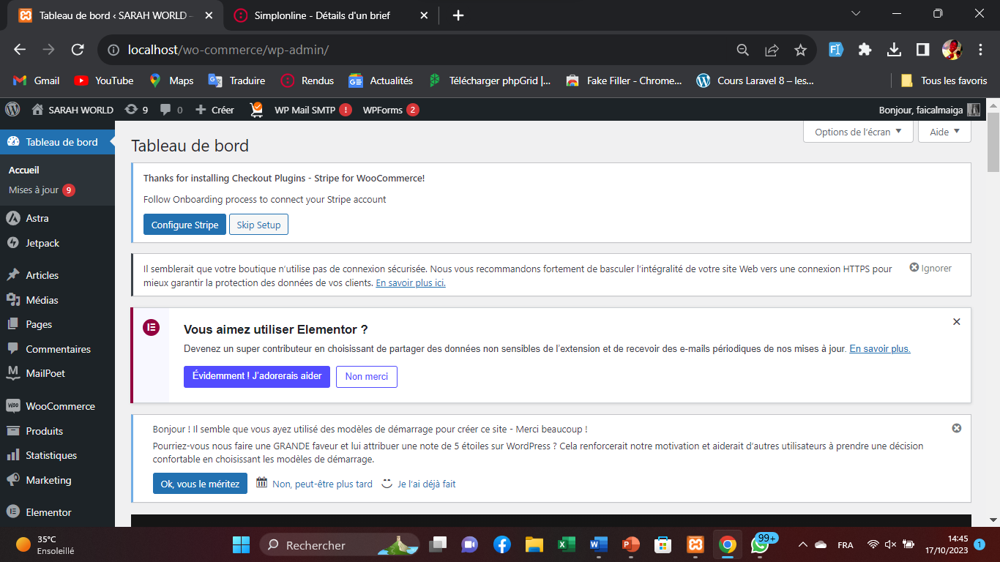 Tableau de bord ‹ SARAH WORLD –
Simplonline - Détails d'un brief
localhost/wo-commerce/wp-admin/
Gmail
YouTube
Maps
Traduire
Rendus
Actualités
Télécharger phpGrid |...
Fake Filler - Chrome...
Cours Laravel 8 – les...
Tous les favoris
SARAH WORLD
9
0
Créer
WP Mail SMTP !
WPForms 2
Bonjour, faicalmaiga
Tableau de bord
Accueil
Mises à jour 9
Astra
Jetpack
Articles
Médias
Pages
Commentaires
MailPoet
WooCommerce
Produits
Statistiques
Marketing
Elementor
Options de l'écran
Aide
Tableau de bord
Thanks for installing Checkout Plugins - Stripe for WooCommerce!
Follow Onboarding process to connect your Stripe account
Configure Stripe
Skip Setup
Il semblerait que votre boutique n'utilise pas de connexion sécurisée. Nous vous recommandons fortement de basculer l'intégralité de votre site Web vers une connexion HTTPS pour
mieux garantir la protection des données de vos clients. En savoir plus ici.
Ignorer
Vous aimez utiliser Elementor ?
Devenez un super contributeur en choisissant de partager des données non sensibles de l'extension et de recevoir des e-mails périodiques de nos mises à jour. En savoir plus.
Évidemment ! J'adorerais aider
Non merci
Bonjour ! Il semble que vous ayez utilisé des modèles de démarrage pour créer ce site - Merci beaucoup !
Pourriez-vous nous faire une GRANDE faveur et lui attribuer une note de 5 étoiles sur WordPress ? Cela renforcerait notre motivation et aiderait d'autres utilisateurs à prendre une décision
confortable en choisissant les modèles de démarrage.
Ok, vous le méritez
Non, peut-être plus tard
Je l'ai déjà fait
35°C
Ensoleillé
Rechercher
99+
FRA
14:45
17/10/2023
1